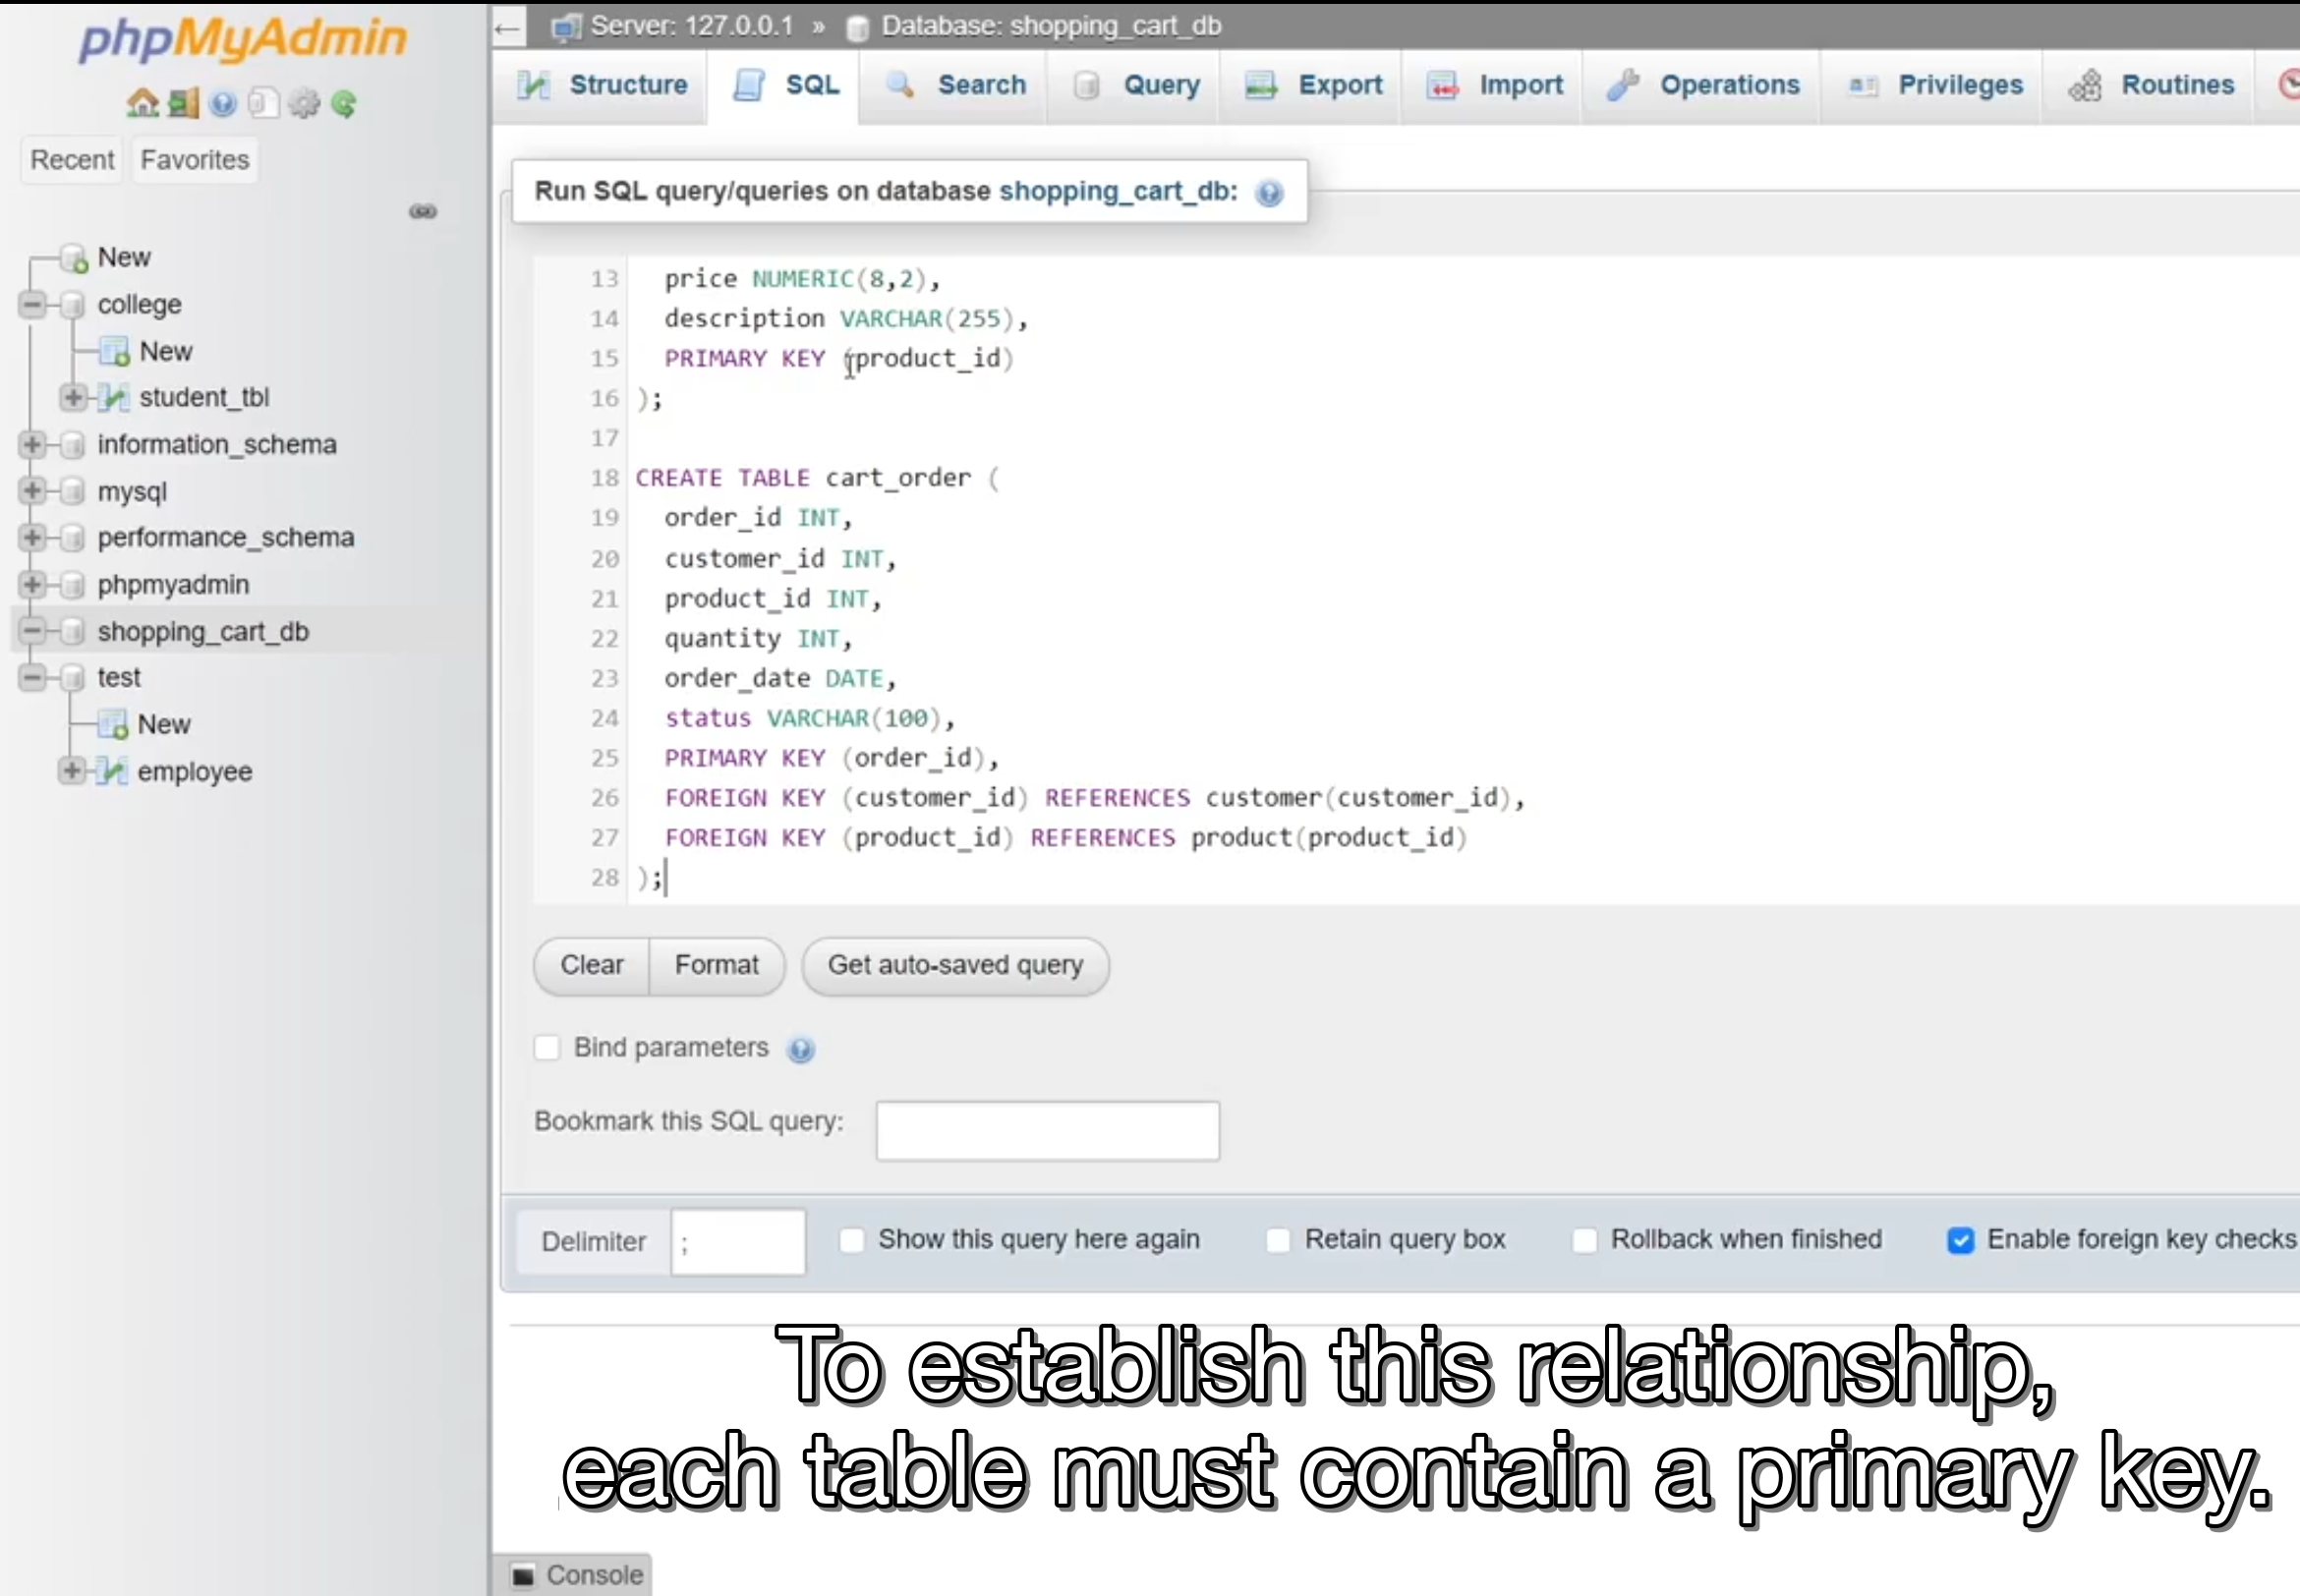 phpMyAdmin
Recent Favorites
New
college
New
student_tbl
information_schema
mysql
performance_schema
phpmyadmin
shopping_cart_db
test
New
employee
Server: 127.0.0.1 » Database: shopping_cart_db
Structure SQL Search Query Export Import Operations Privileges Routines
Run SQL query/queries on database shopping_cart_db:
13 price NUMERIC(8,2),
14 description VARCHAR(255),
15 PRIMARY KEY (product_id)
16 );
17
18 CREATE TABLE cart_order (
19 order_id INT,
20 customer_id INT,
21 product_id INT,
22 quantity INT,
23 order_date DATE,
24 status VARCHAR(100),
25 PRIMARY KEY (order_id),
26 FOREIGN KEY (customer_id) REFERENCES customer(customer_id),
27 FOREIGN KEY (product_id) REFERENCES product(product_id)
28 );
Clear Format Get auto-saved query
Bind parameters
Bookmark this SQL query:
Delimiter ; Show this query here again Retain query box Rollback when finished Enable foreign key checks
To establish this relationship,
each table must contain a primary key.
Console